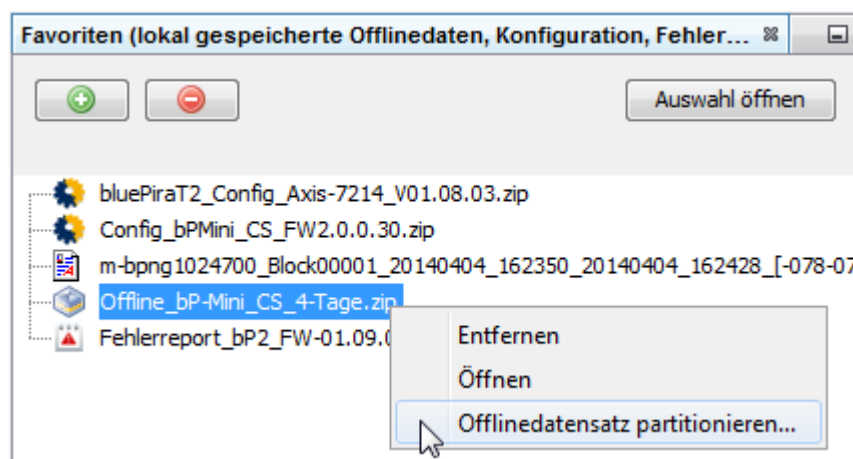 Favoriten (lokal gespeicherte Offlinedaten, Konfiguration, Fehler...
Auswahl öffnen
bluePiraT2_Config_Axis-7214_V01.08.03.zip
Config_bPMini_CS_FW2.0.0.30.zip
m-bpng1024700_Block00001_20140404_162350_20140404_162428_[-078-07
Offline_bP-Mini_CS_4-Tage.zip
Fehlerreport_bP2_FW-01.09.0
Entfernen
Öffnen
Offlinedatensatz partitionieren...